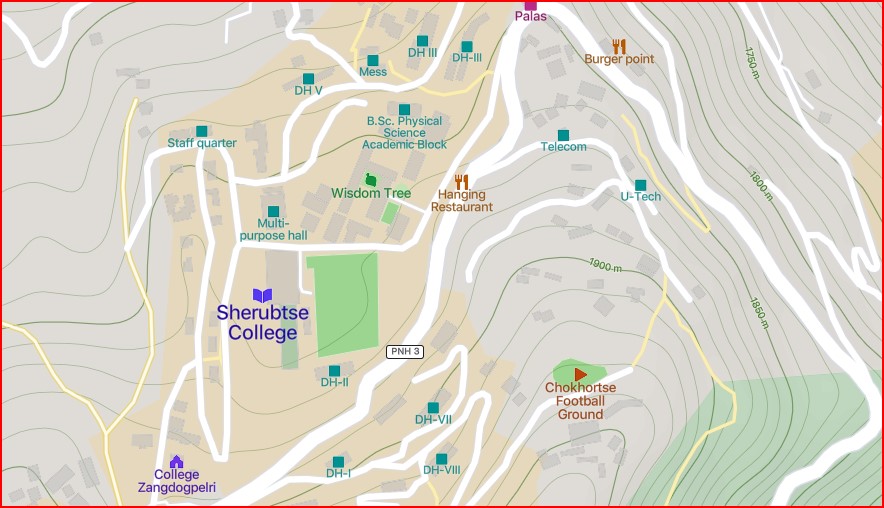 Palas
Burger point
DH III
DH-III
Mess
DH V
1750 m
B.Sc. Physical
Science
Academic Block
Staff quarter
Telecom
Wisdom Tree
Hanging
Restaurant
U-Tech
1800 m
Multi-
purpose hall
1900 m
Sherubtse
College
1850 m
PNH 3
DH-II
Chokhortse
Football
Ground
DH-VII
DH-I
DH-VIII
College
Zangdogpelri